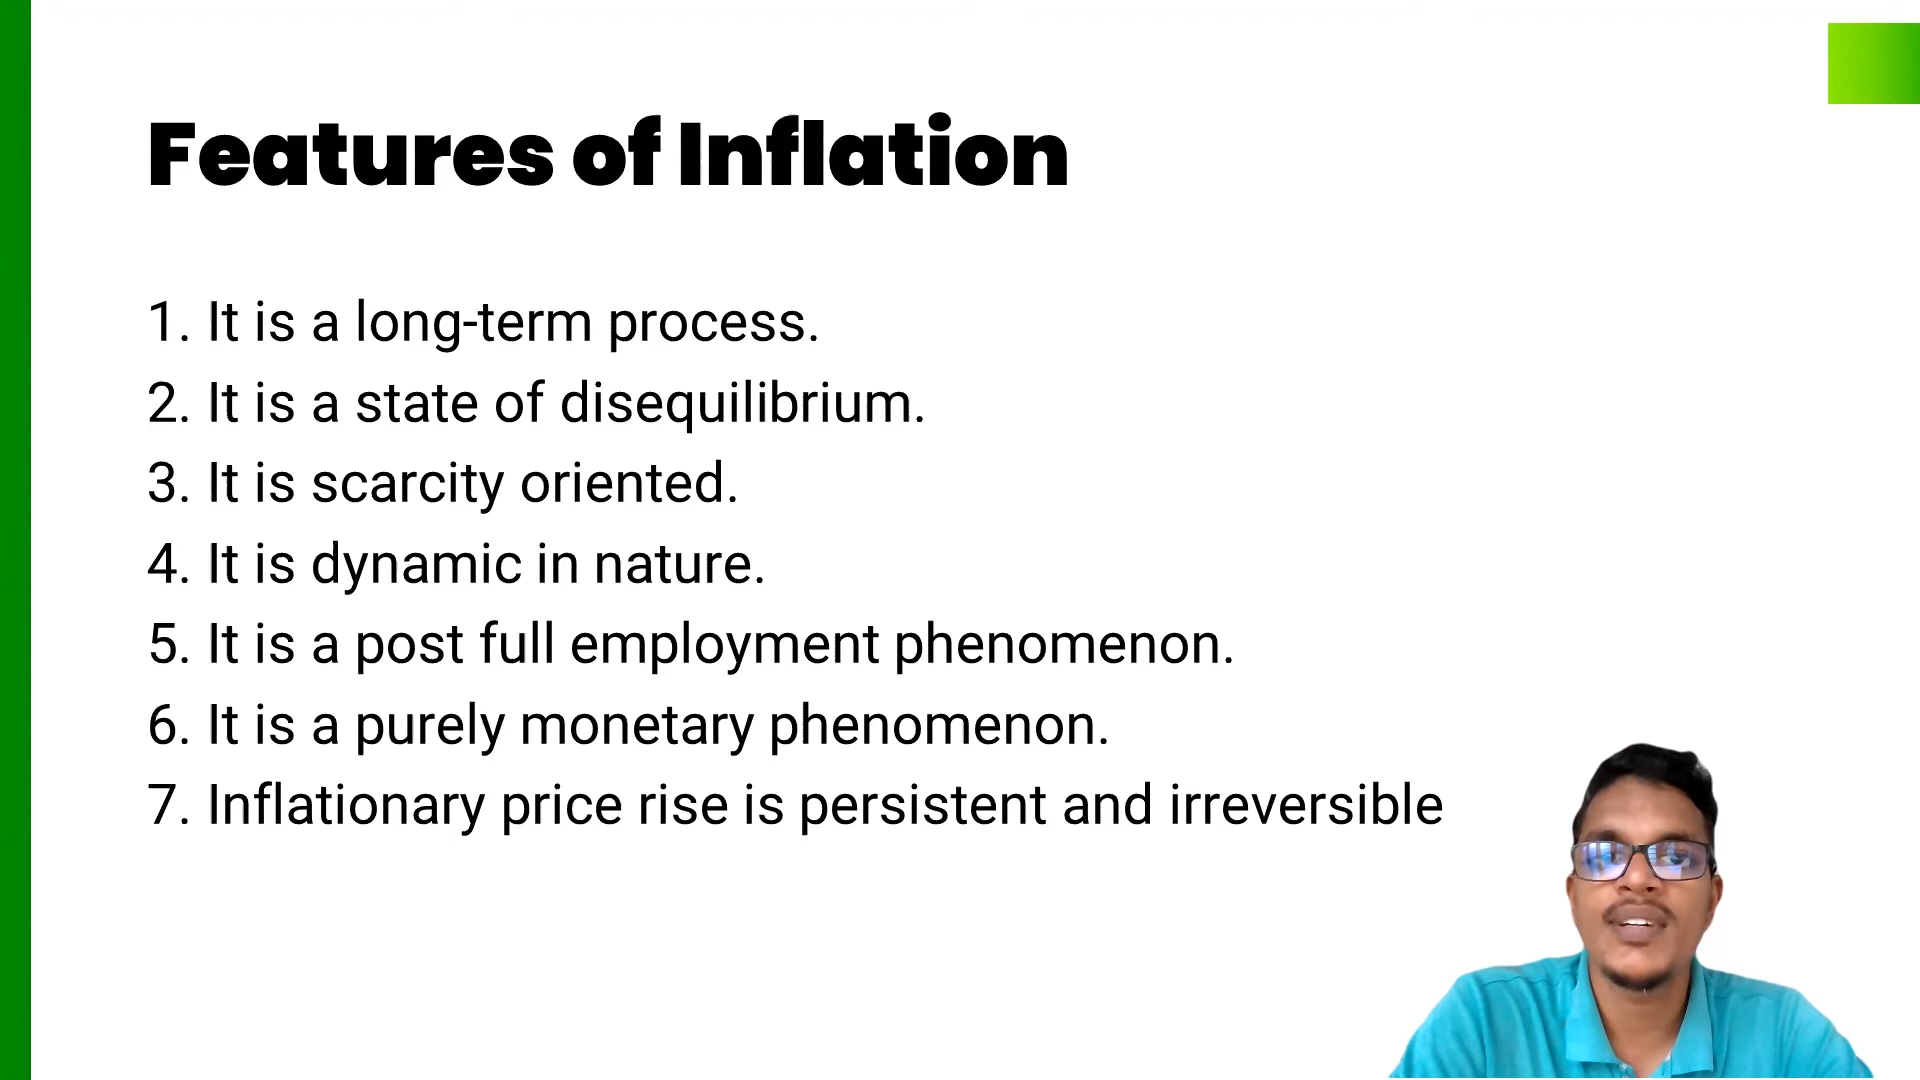 Features of Inflation
1. It is a long-term process.
2. It is a state of disequilibrium.
3. It is scarcity oriented.
4. It is dynamic in nature.
5. It is a post full employment phenomenon.
6. It is a purely monetary phenomenon.
7. Inflationary price rise is persistent and irreversible